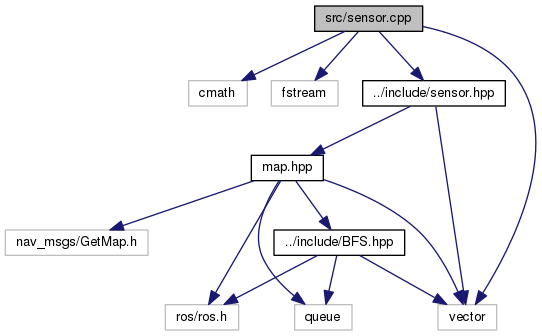 src/sensor.cpp
cmath
fstream
../include/sensor.hpp
map.hpp
nav_msgs/GetMap.h
../include/BFS.hpp
ros/ros.h
queue
vector